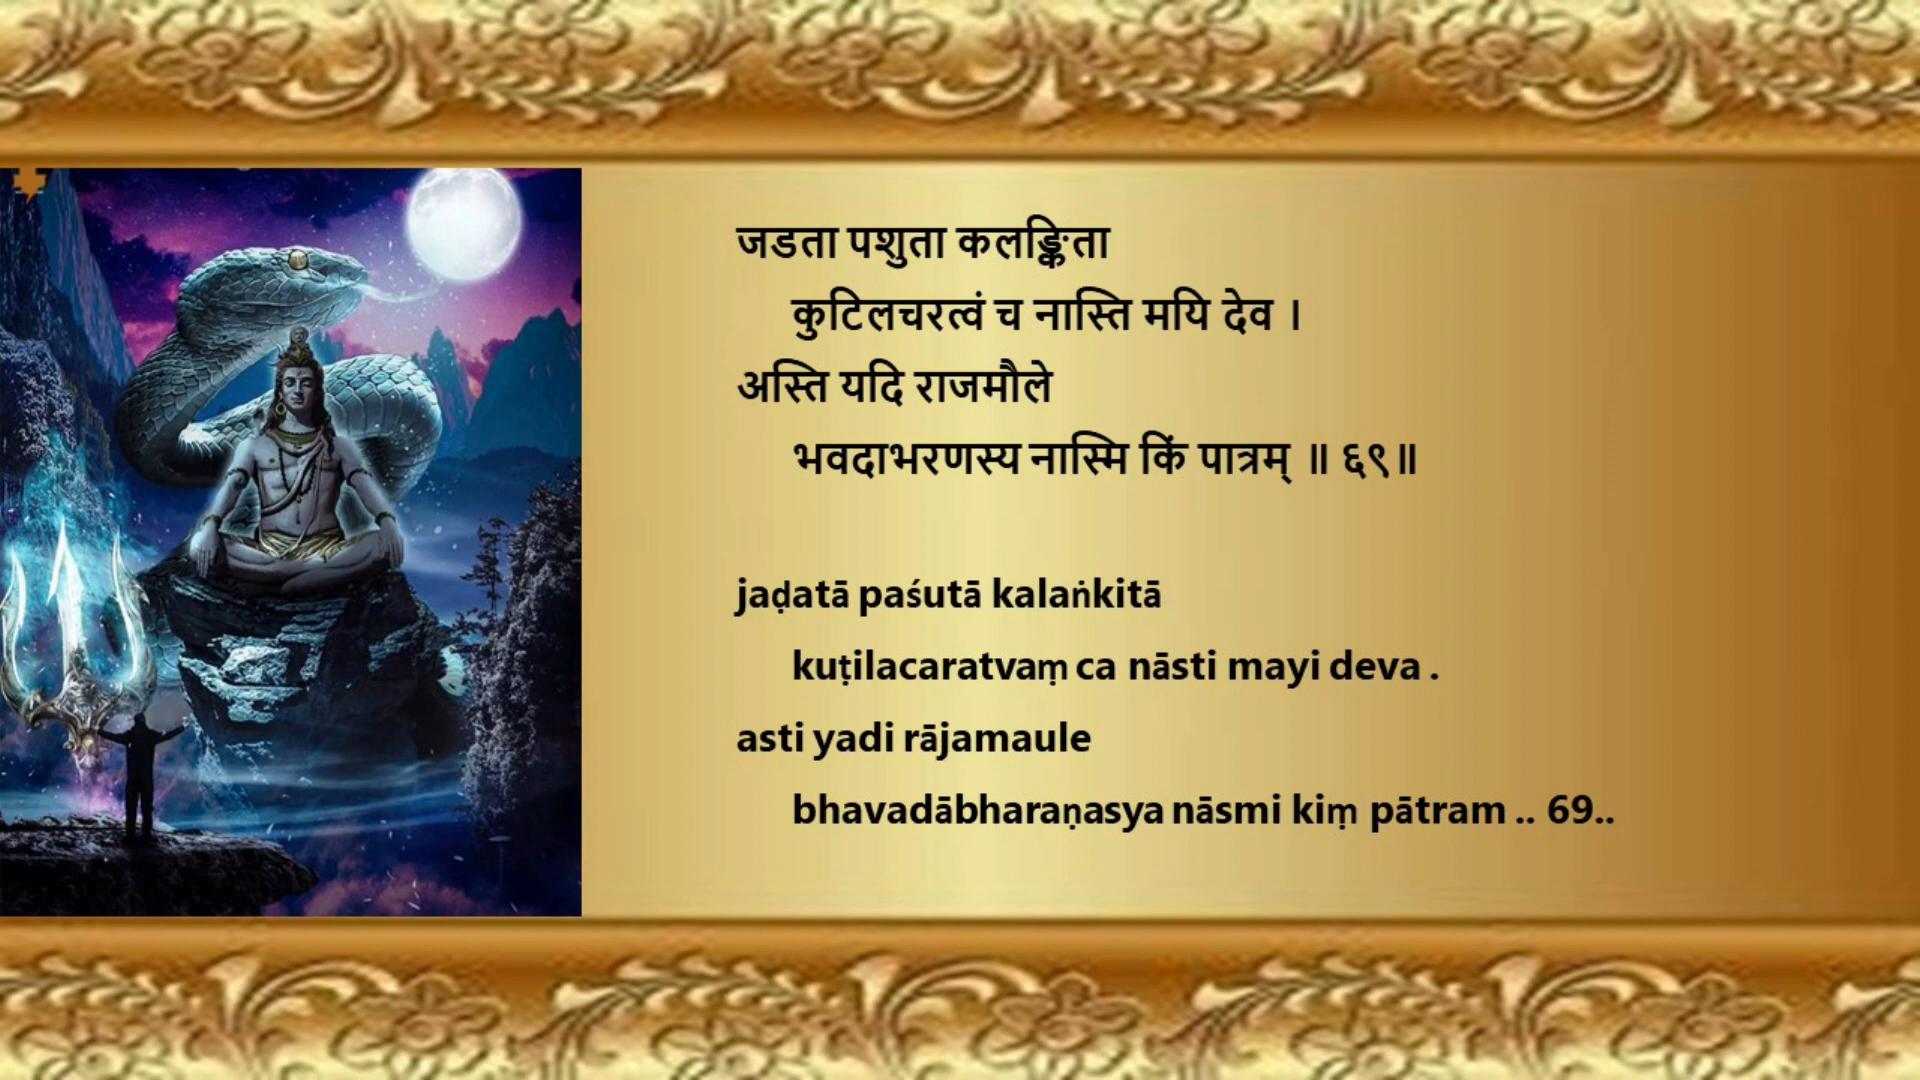 जडता पशुता कलङ्किता
कुटिलचरत्वं च नास्ति मयि देव ।
अस्ति यदि राजमौले
भवदाभरणस्य नास्मि किं पात्रम् ॥ ६९॥
jaḍatā paśutā kalaṅkitā
kuṭilacaratvaṃ ca nāsti mayi deva .
asti yadi rājamaule
bhavadābharaṇasya nāsmi kiṃ pātram .. 69..